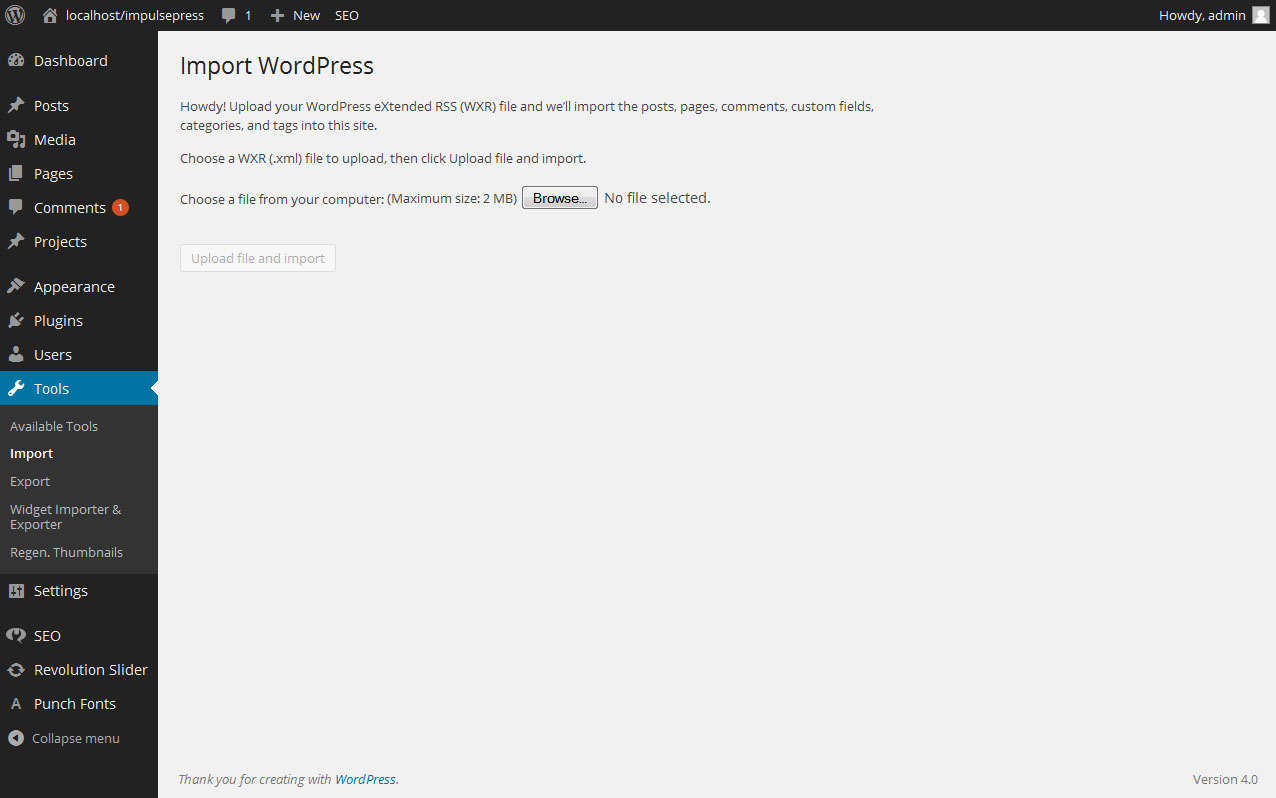 localhost/impulsepress 1 New SEO Howdy, admin
Dashboard
Posts
Media
Pages
Comments 1
Projects
Appearance
Plugins
Users
Tools
Available Tools
Import
Export
Widget Importer &
Exporter
Regen. Thumbnails
Settings
SEO
Revolution Slider
A Punch Fonts
Collapse menu
Import WordPress
Howdy! Upload your WordPress eXtended RSS (WXR) file and we'll import the posts, pages, comments, custom fields,
categories, and tags into this site.
Choose a WXR (.xml) file to upload, then click Upload file and import.
Choose a file from your computer: (Maximum size: 2 MB) Browse... No file selected.
Upload file and import
Thank you for creating with WordPress. Version 4.0